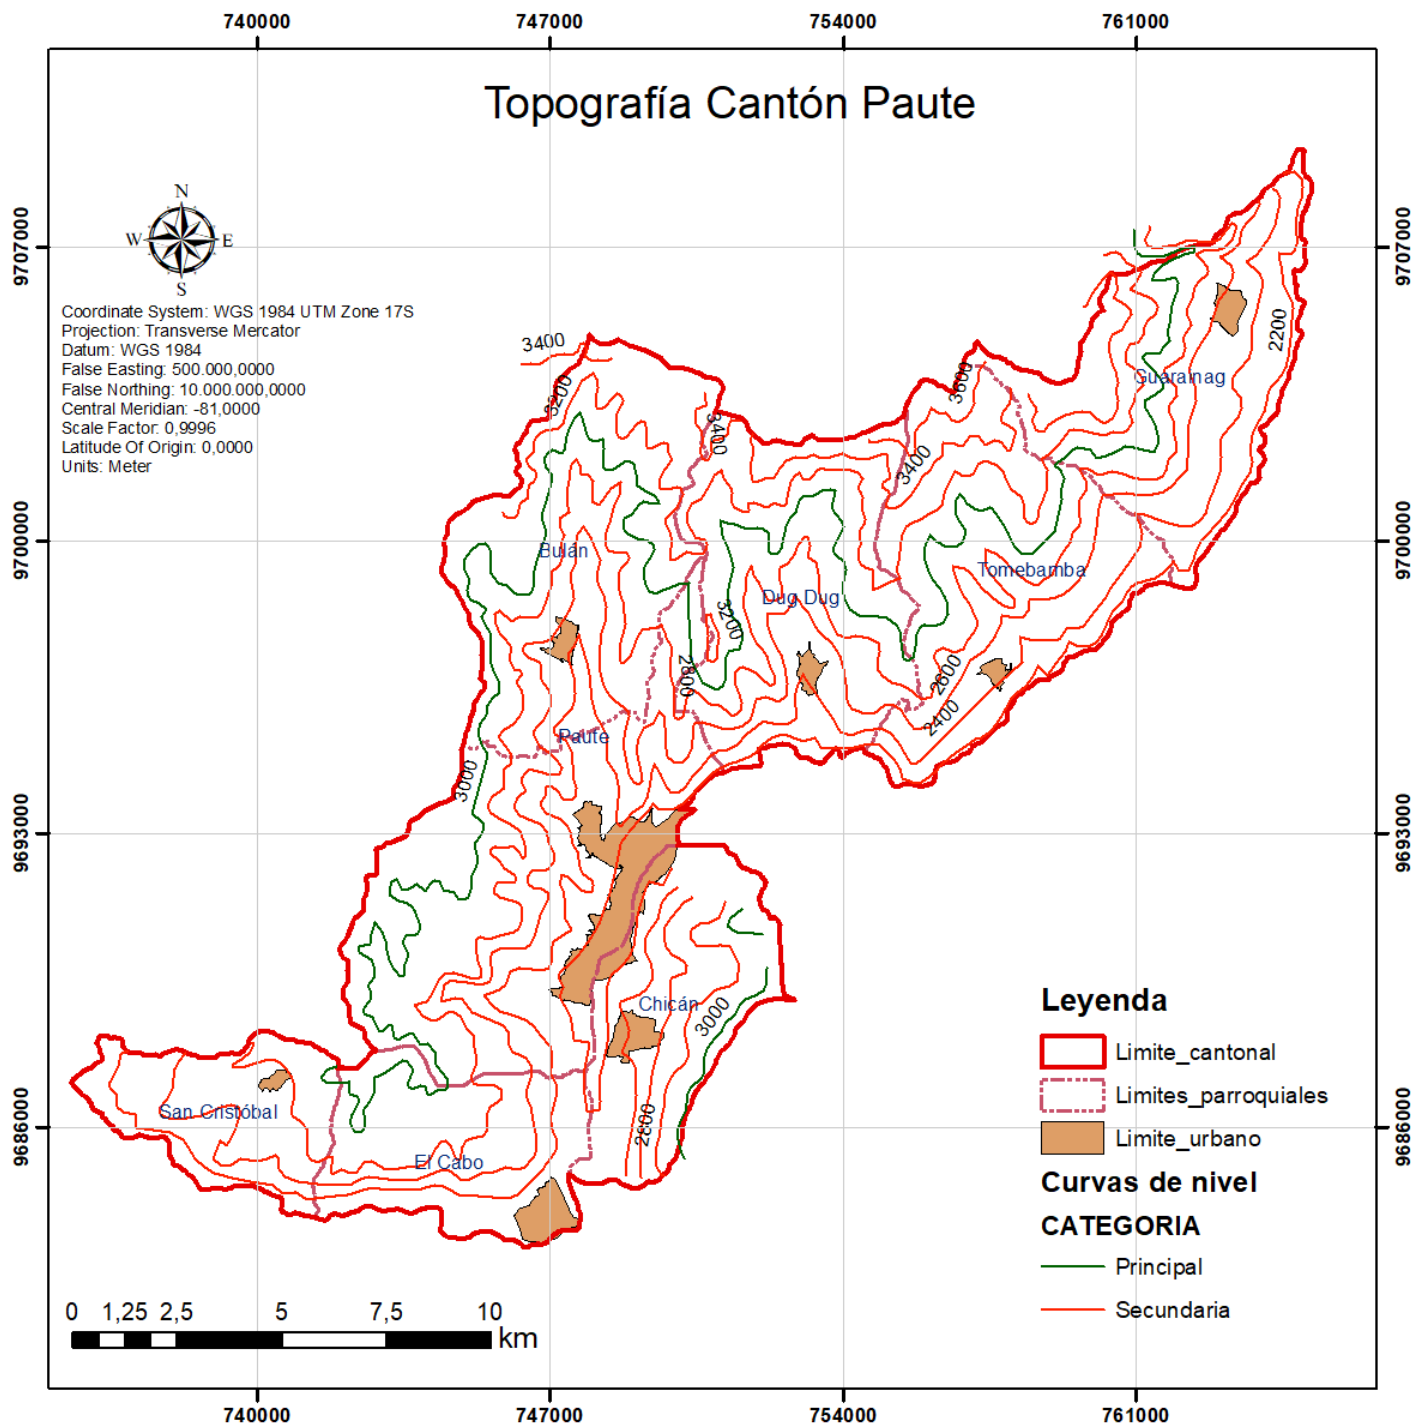 740000 747000 754000 761000
Topografía Cantón Paute
N
W E
S
9707000 9707000
Coordinate System: WGS 1984 UTM Zone 17S
Projection: Transverse Mercator
Datum: WGS 1984
False Easting: 500.000,0000
False Northing: 10.000.000,0000
Central Meridian: -81,0000
Scale Factor: 0,9996
Latitude Of Origin: 0,0000
Units: Meter
2200
3400
3600
Guarainag
3200
3400
3400
9700000 9700000
Bulán
Tomebamba
Dug Dug
3200
2800
2600
2400
Paute
3000
9693000 9693000
Chicán
3000
Leyenda
Limite_cantonal
Limites_parroquiales
Limite_urbano
San Cristóbal
2800
9686000 9686000
El Cabo
Curvas de nivel
CATEGORIA
Principal
Secundaria
0 1,25 2,5 5 7,5 10
km
740000 747000 754000 761000